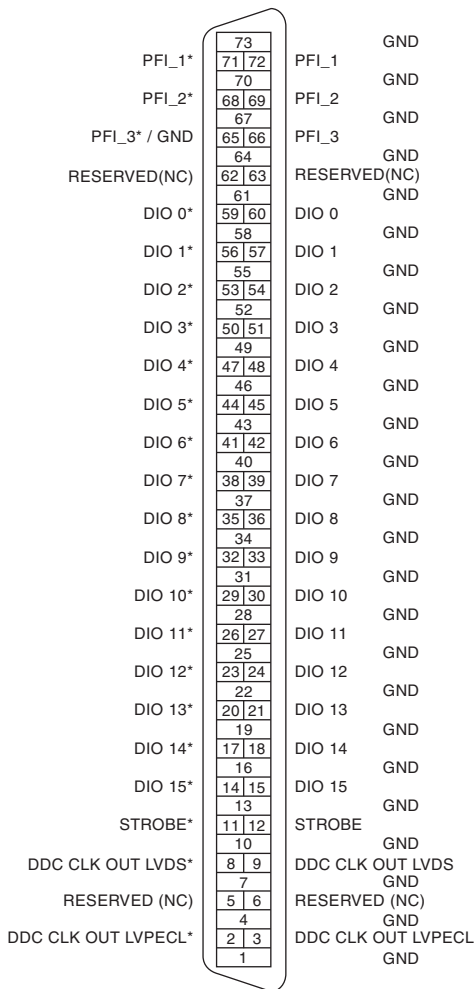 73 GND
PFI_1* 71 72 PFI_1
70 GND
PFI_2* 68 69 PFI_2
67 GND
PFI_3* / GND 65 66 PFI_3
64 GND
RESERVED(NC) 62 63 RESERVED(NC)
61 GND
DIO 0* 59 60 DIO 0
58 GND
DIO 1* 56 57 DIO 1
55 GND
DIO 2* 53 54 DIO 2
52 GND
DIO 3* 50 51 DIO 3
49 GND
DIO 4* 47 48 DIO 4
46 GND
DIO 5* 44 45 DIO 5
43 GND
DIO 6* 41 42 DIO 6
40 GND
DIO 7* 38 39 DIO 7
37 GND
DIO 8* 35 36 DIO 8
34 GND
DIO 9* 32 33 DIO 9
31 GND
DIO 10* 29 30 DIO 10
28 GND
DIO 11* 26 27 DIO 11
25 GND
DIO 12* 23 24 DIO 12
22 GND
DIO 13* 20 21 DIO 13
19 GND
DIO 14* 17 18 DIO 14
16 GND
DIO 15* 14 15 DIO 15
13 GND
STROBE* 11 12 STROBE
10 GND
DDC CLK OUT LVDS* 8 9 DDC CLK OUT LVDS
7 GND
RESERVED (NC) 5 6 RESERVED (NC)
4 GND
DDC CLK OUT LVPECL* 2 3 DDC CLK OUT LVPECL
1 GND